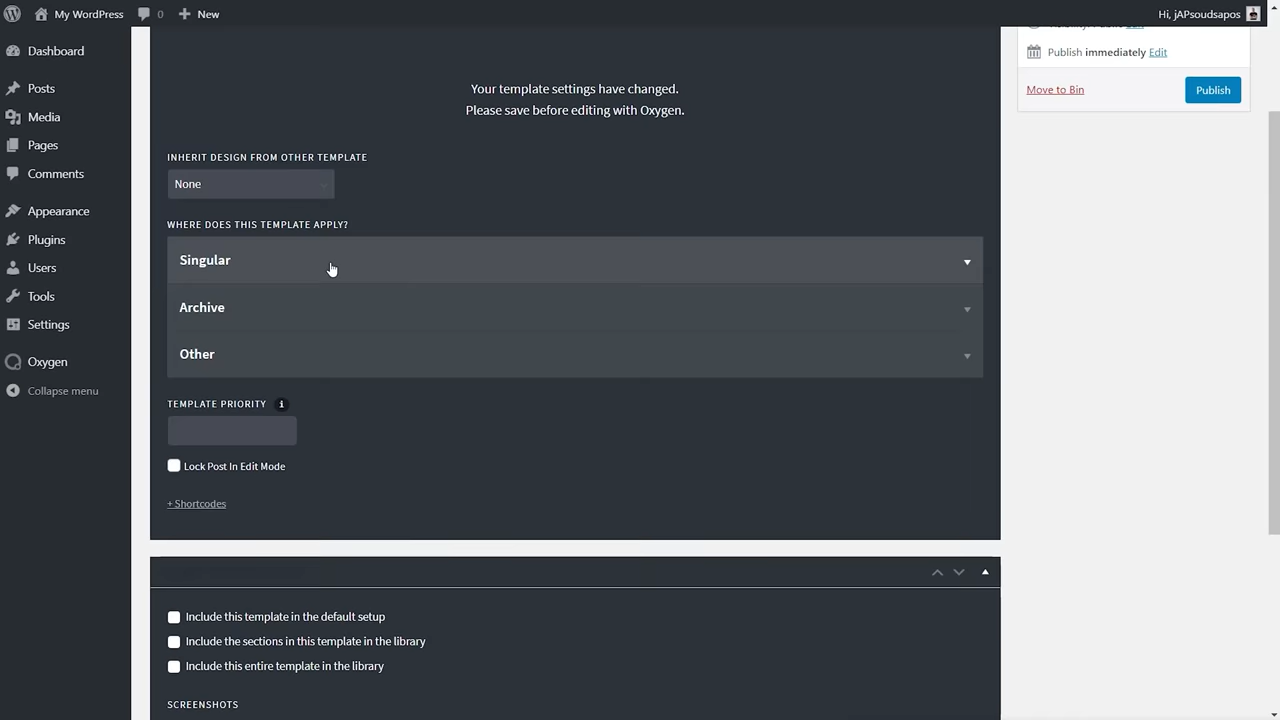 My WordPress
0
New
Hi, jAPsoudsapos
Dashboard
Posts
Media
Pages
Comments
Appearance
Plugins
Users
Tools
Settings
Oxygen
Collapse menu
Your template settings have changed.
Please save before editing with Oxygen.
INHERIT DESIGN FROM OTHER TEMPLATE
None
WHERE DOES THIS TEMPLATE APPLY?
Singular
Archive
Other
TEMPLATE PRIORITY
Lock Post In Edit Mode
+ Shortcodes
Include this template in the default setup
Include the sections in this template in the library
Include this entire template in the library
SCREENSHOTS
Publish immediately Edit
Move to Bin
Publish